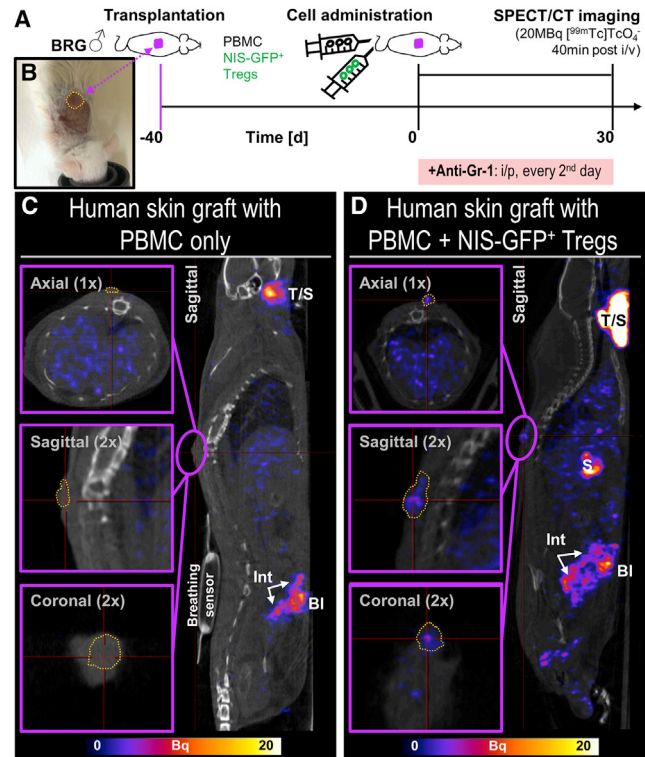 A
Transplantation
Cell administration
SPECT/CT imaging
(20MBq [⁹⁹ᵐTc]TcO₄⁻
40min post i/v)
BRG ♂
PBMC
NIS-GFP⁺
Tregs
B
-40
Time [d]
0
30
+Anti-Gr-1: i/p, every 2ⁿᵈ day
C
Human skin graft with
PBMC only
Axial (1x)
Sagittal
T/S
Sagittal (2x)
Breathing
sensor
Int
Bl
Coronal (2x)
0
Bq
20
D
Human skin graft with
PBMC + NIS-GFP⁺ Tregs
Axial (1x)
Sagittal
T/S
Sagittal (2x)
S
Int
Bl
Coronal (2x)
0
Bq
20